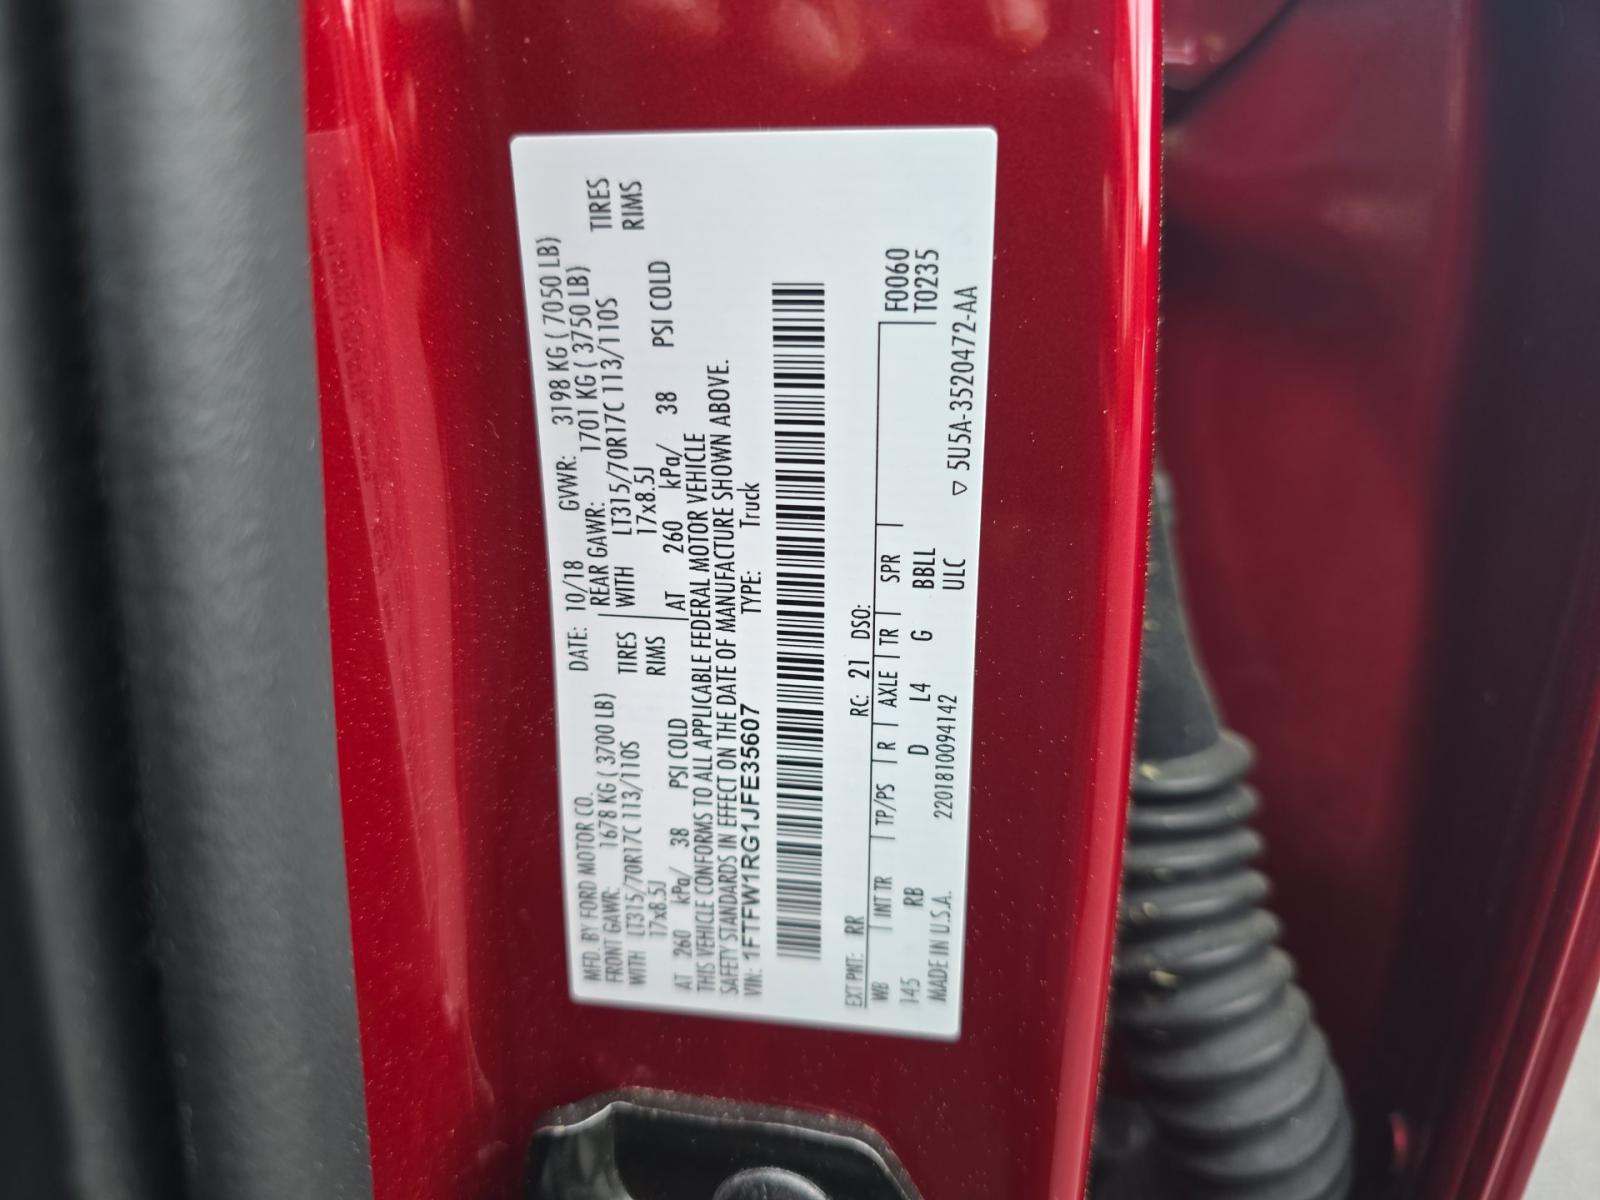 MFD. BY FORD MOTOR CO.
DATE: 10/18 GVWR: 3198 KG ( 7050 LB)
FRONT GAWR: 1678 KG ( 3700 LB)
REAR GAWR: 1701 KG ( 3750 LB)
WITH LT315/70R17C 113/110S TIRES
WITH LT315/70R17C 113/110S TIRES
17x8.5J RIMS
17x8.5J RIMS
AT 260 kPa/ 38 PSI COLD
AT 260 kPa/ 38 PSI COLD
THIS VEHICLE CONFORMS TO ALL APPLICABLE FEDERAL MOTOR VEHICLE
SAFETY STANDARDS IN EFFECT ON THE DATE OF MANUFACTURE SHOWN ABOVE.
VIN: 1FTFW1RG1JFE35607 TYPE: Truck
F0060
T0235
EXT PNT: RR RC: 21 DSO:
WB INT TR TP/PS R AXLE TR SPR
145 RB D L4 G BBLL
MADE IN U.S.A. 2201810094142 ULC
▽ 5U5A-3520472-AA